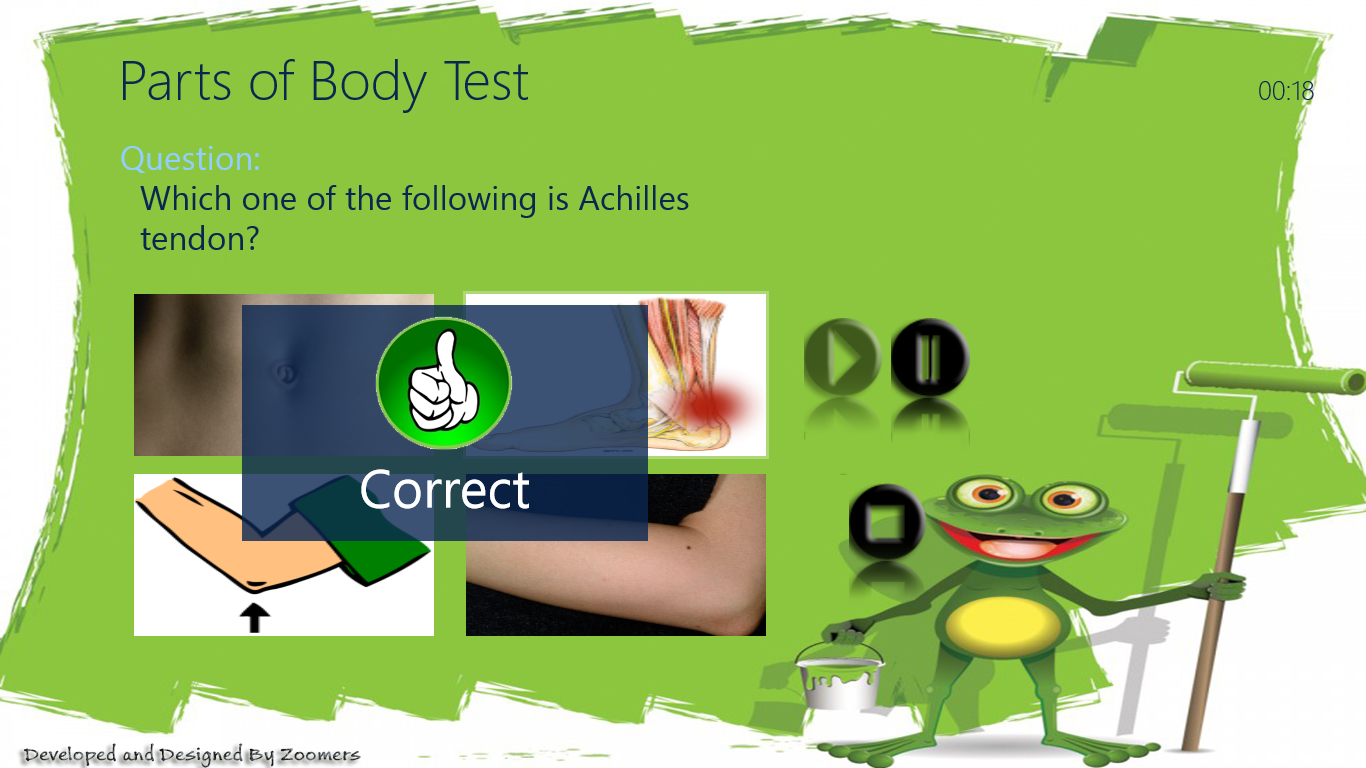 Parts of Body Test
00:18
Question:
Which one of the following is Achilles
tendon?
Correct
Developed and Designed By Zoomers